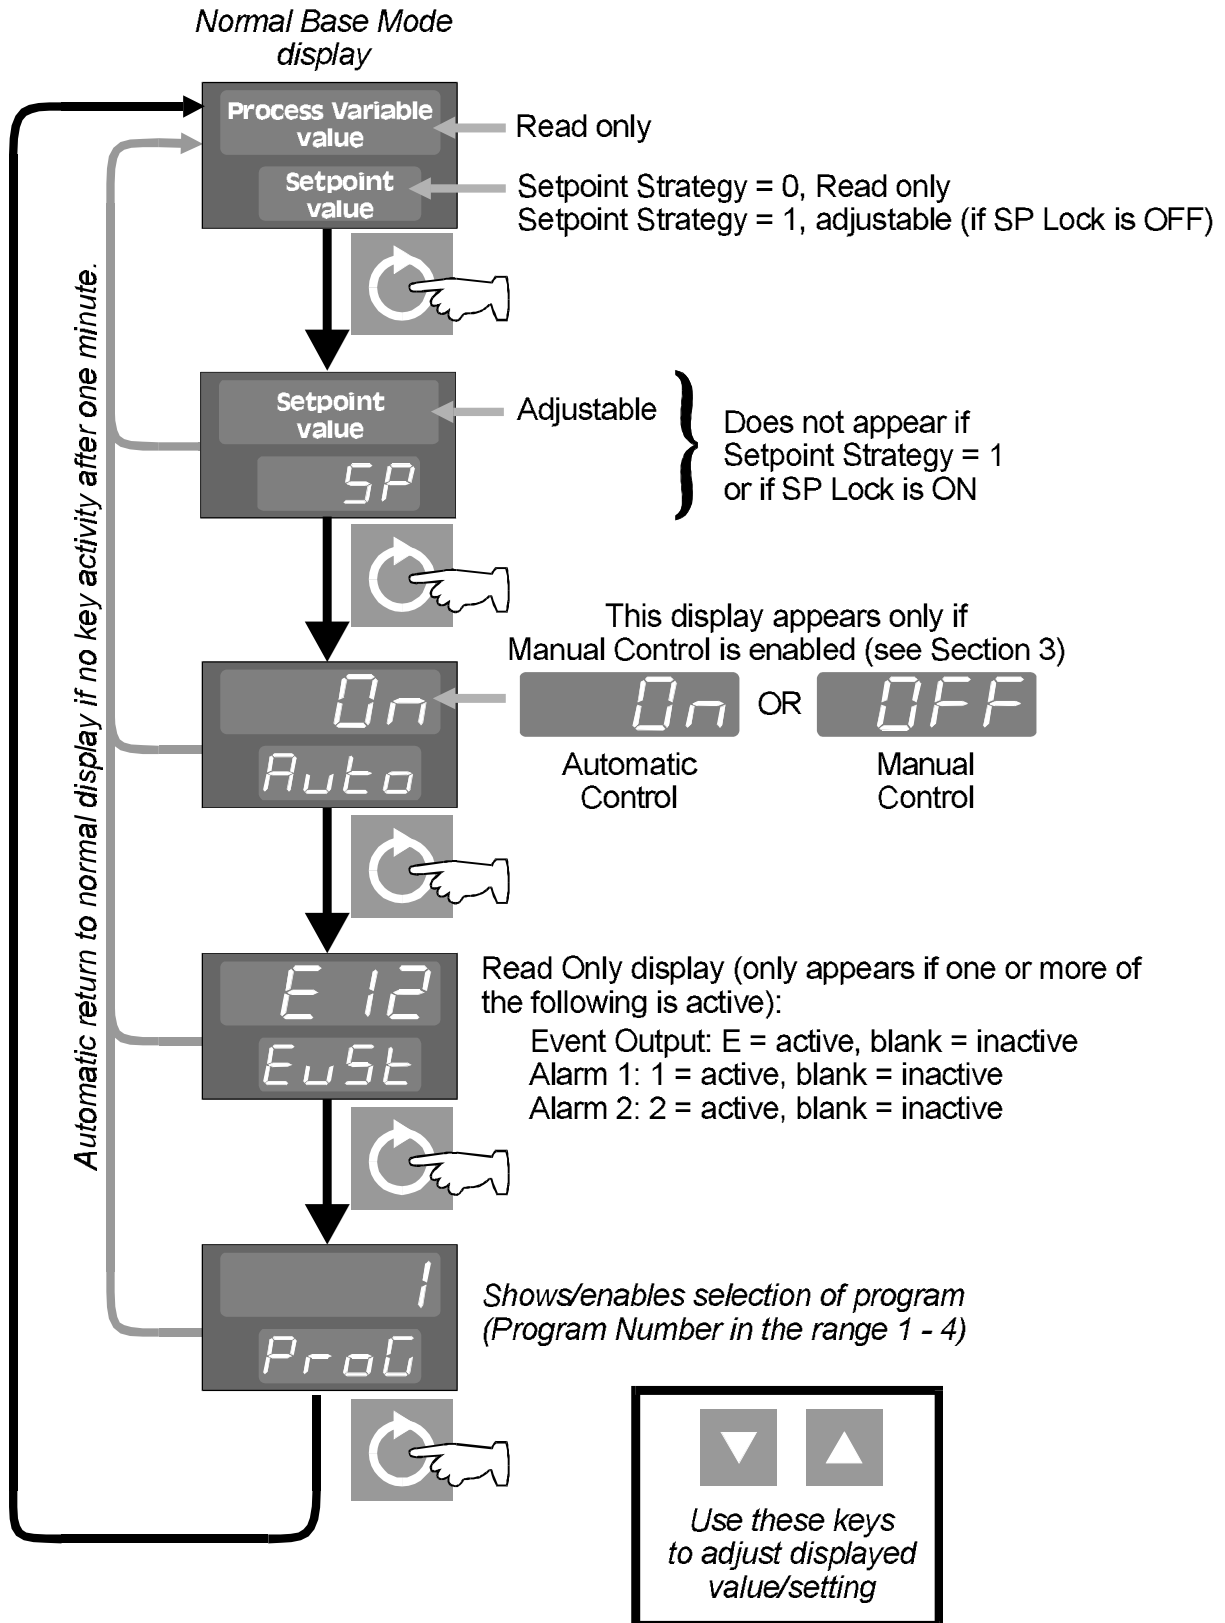 Normal Base Mode
display
Process Variable
value
Read only
Setpoint
value
Setpoint Strategy = 0, Read only
Setpoint Strategy = 1, adjustable (if SP Lock is OFF)
Automatic return to normal display if no key activity after one minute.
Setpoint
value
SP
Adjustable
Does not appear if
Setpoint Strategy = 1
or if SP Lock is ON
This display appears only if
Manual Control is enabled (see Section 3)
On
Auto
On
OR
OFF
Automatic
Control
Manual
Control
E12
EvSt
Read Only display (only appears if one or more of
the following is active):
Event Output: E = active, blank = inactive
Alarm 1: 1 = active, blank = inactive
Alarm 2: 2 = active, blank = inactive
1
ProG
Shows/enables selection of program
(Program Number in the range 1 - 4)
Use these keys
to adjust displayed
value/setting